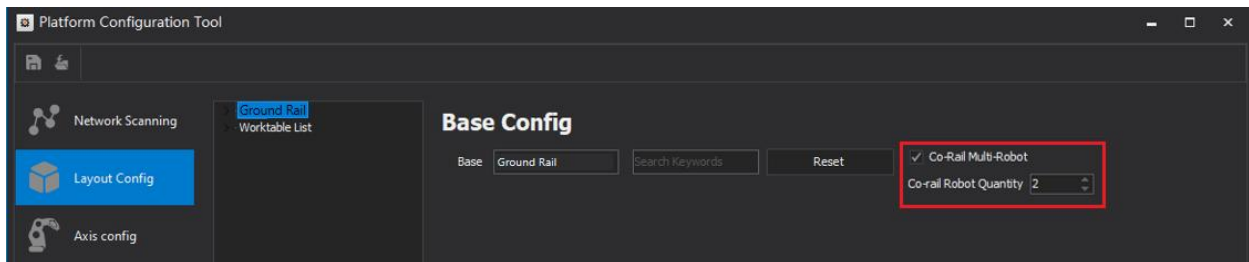 Platform Configuration Tool
Network Scanning
Layout Config
Axis config
Ground Rail
Worktable List
Base Config
Base Ground Rail Search Keywords Reset
Co-Rail Multi-Robot
Co-rail Robot Quantity 2